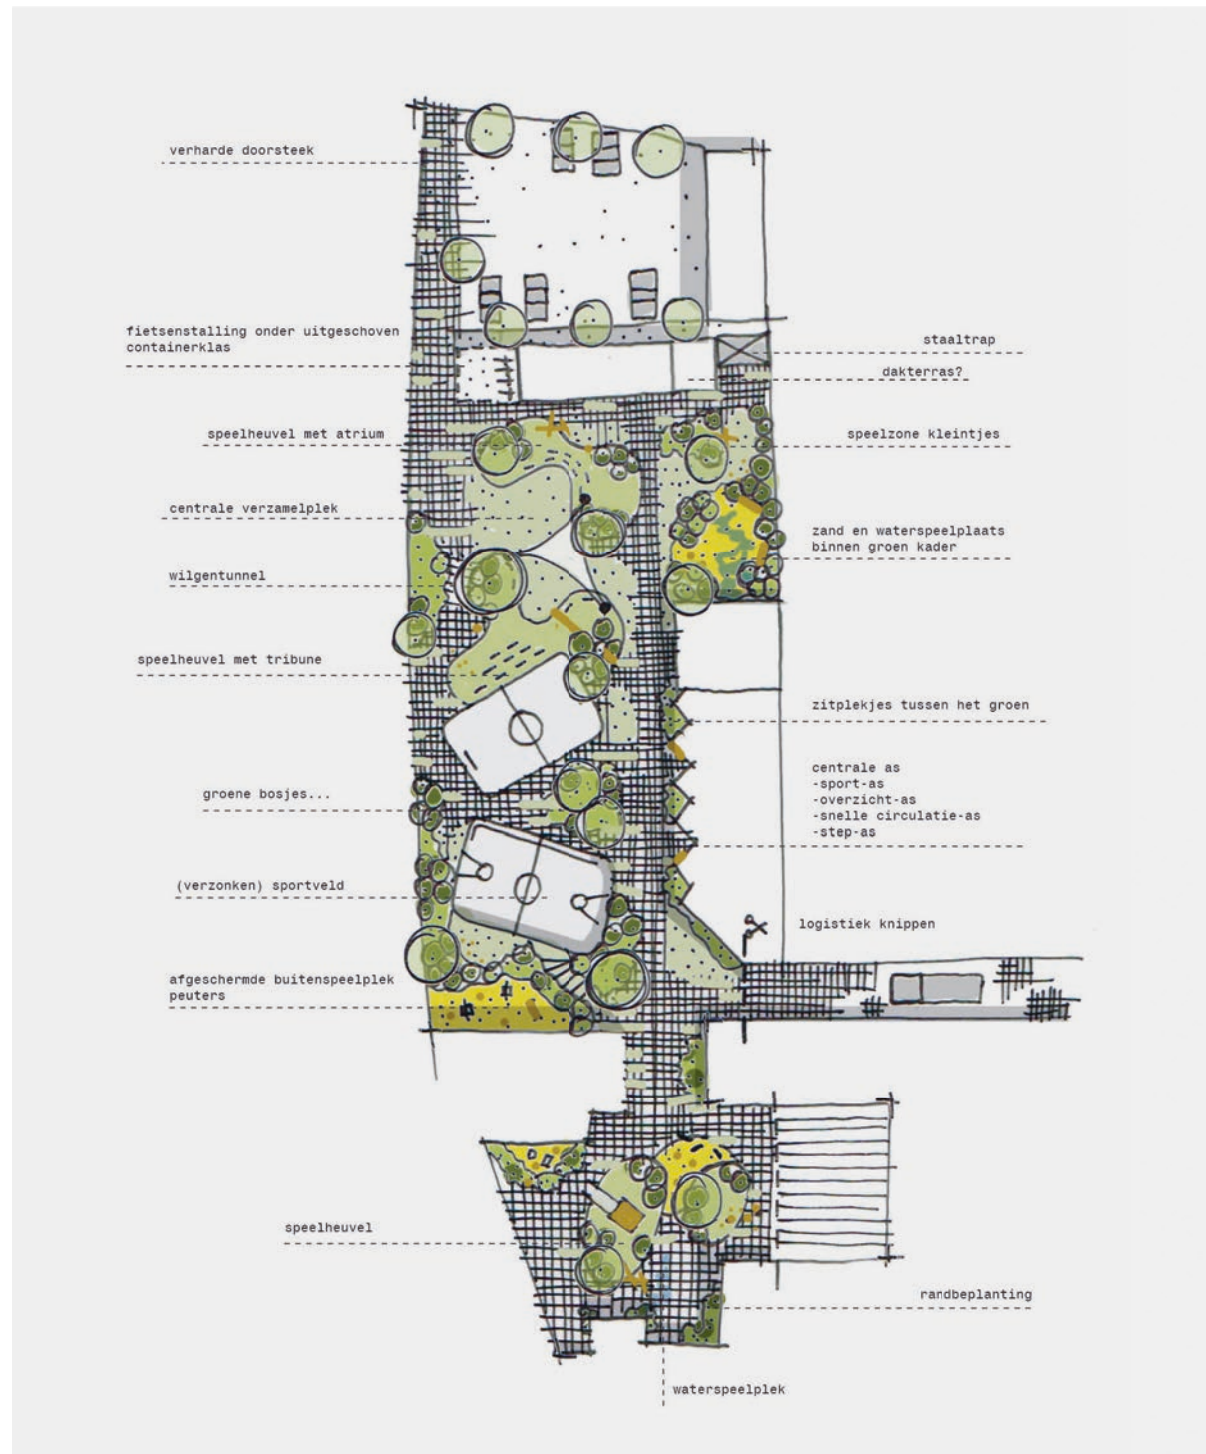 verharde doorsteek
fietsenstalling onder uitgeschoven
containerklas
staaltrap
dakterras?
speelheuvel met atrium
speelzone kleintjes
centrale verzamelplek
zand en waterspeelplaats
binnen groen kader
wilgentunnel
speelheuvel met tribune
zitplekjes tussen het groen
centrale as
-sport-as
-overzicht-as
-snelle circulatie-as
-step-as
groene bosjes...
(verzonken) sportveld
logistiek knippen
afgeschermde buitenspeelplek
peuters
speelheuvel
randbeplanting
waterspeelplek